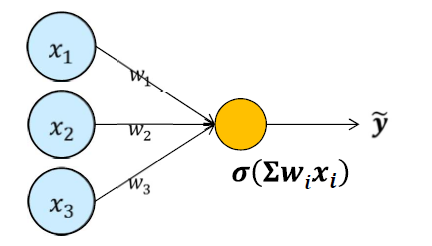 x₁
w₁
x₂
w₂
ỹ
σ(Σwᵢxᵢ)
w₃
x₃